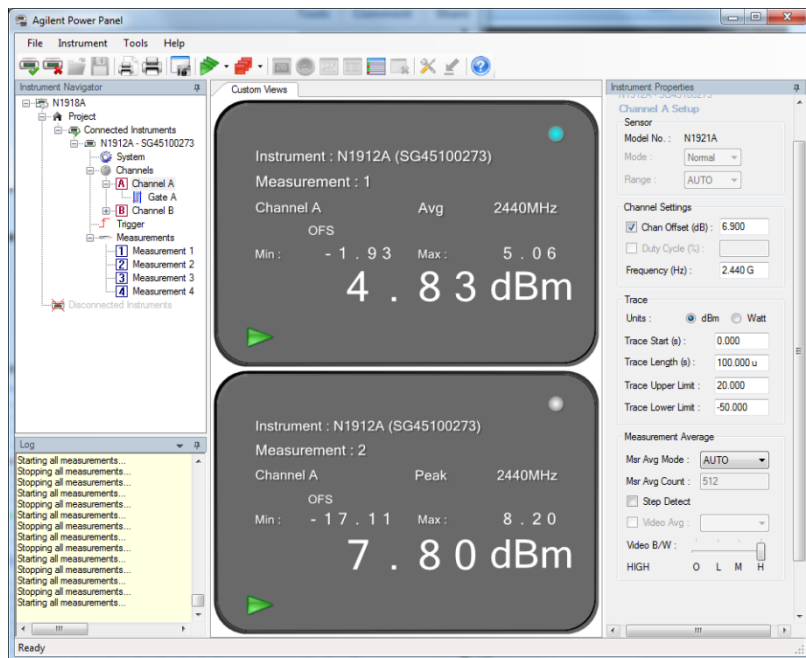 Agilent Power Panel
File Instrument Tools Help
Instrument Navigator
N1918A
Project
Connected Instruments
N1912A - SG45100273
System
Channels
A Channel A
Gate A
B Channel B
Trigger
Measurements
1 Measurement 1
2 Measurement 2
3 Measurement 3
4 Measurement 4
Disconnected Instruments
Log
Starting all measurements...
Stopping all measurements...
Stopping all measurements...
Starting all measurements...
Stopping all measurements...
Starting all measurements...
Stopping all measurements...
Starting all measurements...
Stopping all measurements...
Starting all measurements...
Stopping all measurements...
Starting all measurements...
Stopping all measurements...
Starting all measurements...
Ready
Custom Views
Instrument : N1912A (SG45100273)
Measurement : 1
Channel A Avg 2440MHz
OFS
Min : -1.93 Max : 5.06
4.83 dBm
Instrument : N1912A (SG45100273)
Measurement : 2
Channel A Peak 2440MHz
OFS
Min : -17.11 Max : 8.20
7.80 dBm
Instrument Properties
Channel A Setup
Sensor
Model No. : N1921A
Mode : Normal
Range : AUTO
Channel Settings
Chan Offset (dB) : 6.900
Duty Cycle (%) :
Frequency (Hz) : 2.440 G
Trace
Units : dBm Watt
Trace Start (s) : 0.000
Trace Length (s) : 100.000 u
Trace Upper Limit : 20.000
Trace Lower Limit : -50.000
Measurement Average
Msr Avg Mode : AUTO
Msr Avg Count : 512
Step Detect
Video Avg :
Video B/W :
HIGH O L M H